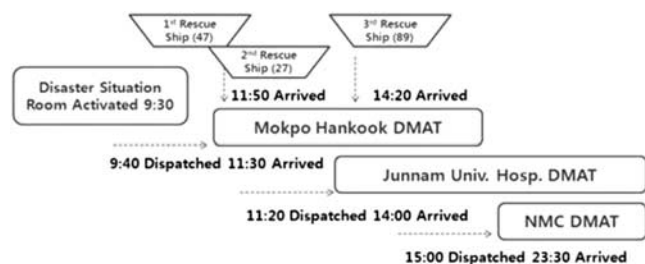 1st Rescue
Ship (47)
2nd Rescue
Ship (27)
3rd Rescue
Ship (89)
Disaster Situation
Room Activated 9:30
11:50 Arrived
14:20 Arrived
Mokpo Hankook DMAT
9:40 Dispatched 11:30 Arrived
Junnam Univ. Hosp. DMAT
11:20 Dispatched 14:00 Arrived
NMC DMAT
15:00 Dispatched 23:30 Arrived